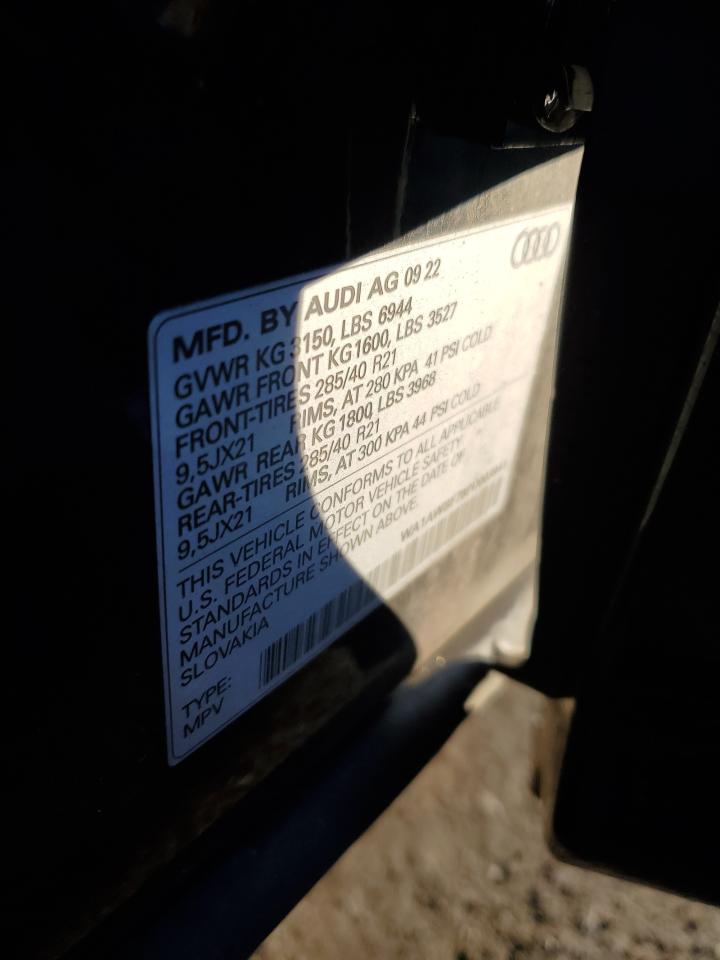 MFD. BY AUDI AG 09 22
GVWR KG 3150, LBS 6944
GAWR FRONT KG 1600, LBS 3527
FRONT-TIRES 285/40 R21
9,5JX21 RIMS, AT 280 KPA 41 PSI COLD
GAWR REAR KG 1800, LBS 3968
REAR-TIRES 285/40 R21
9,5JX21 RIMS, AT 300 KPA 44 PSI COLD
THIS VEHICLE CONFORMS TO ALL APPLICABLE
U.S. FEDERAL MOTOR VEHICLE SAFETY
STANDARDS IN EFFECT ON THE DATE OF
MANUFACTURE SHOWN ABOVE.
SLOVAKIA
TYPE:
MPV